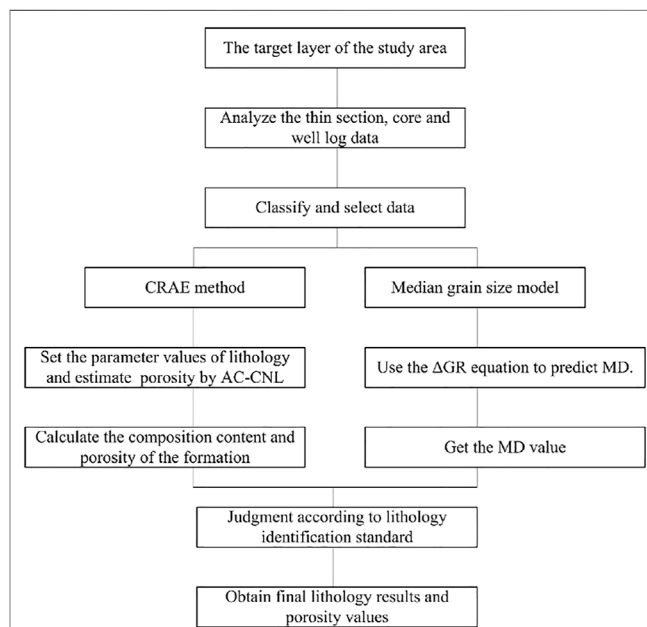 The target layer of the study area
Analyze the thin section, core and
well log data
Classify and select data
CRAE method
Median grain size model
Set the parameter values of lithology
and estimate porosity by AC-CNL
Use the ΔGR equation to predict MD.
Calculate the composition content and
porosity of the formation
Get the MD value
Judgment according to lithology
identification standard
Obtain final lithology results and
porosity values